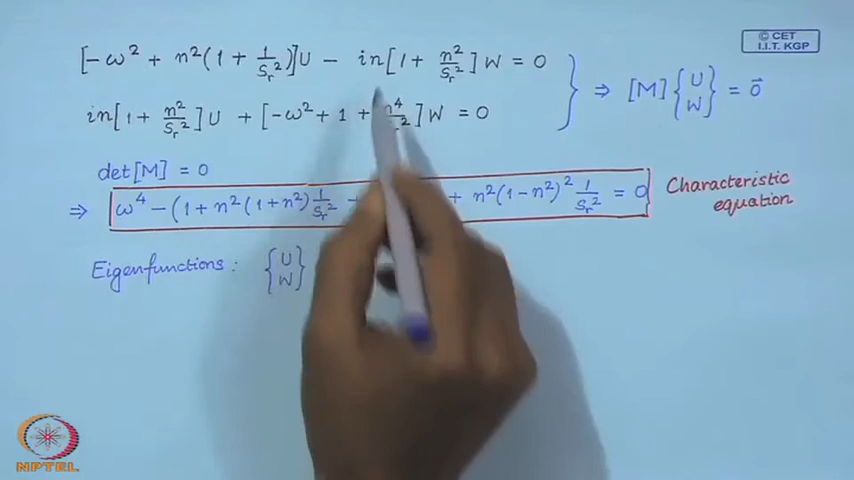 © CET
I.I.T. KGP
[-ω² + n²(1 + 1/Sᵣ²)]U - in[1 + n²/Sᵣ²]W = 0
in[1 + n²/Sᵣ²]U + [-ω² + 1 + n⁴/ᵣ²]W = 0
⇒ [M]{U W} = 0⃗
det[M] = 0
⇒ ω⁴ - (1 + n²(1+n²) 1/Sᵣ² + n²(1-n²)² 1/Sᵣ² = 0
Characteristic
equation
Eigenfunctions : {U W}
NPTEL